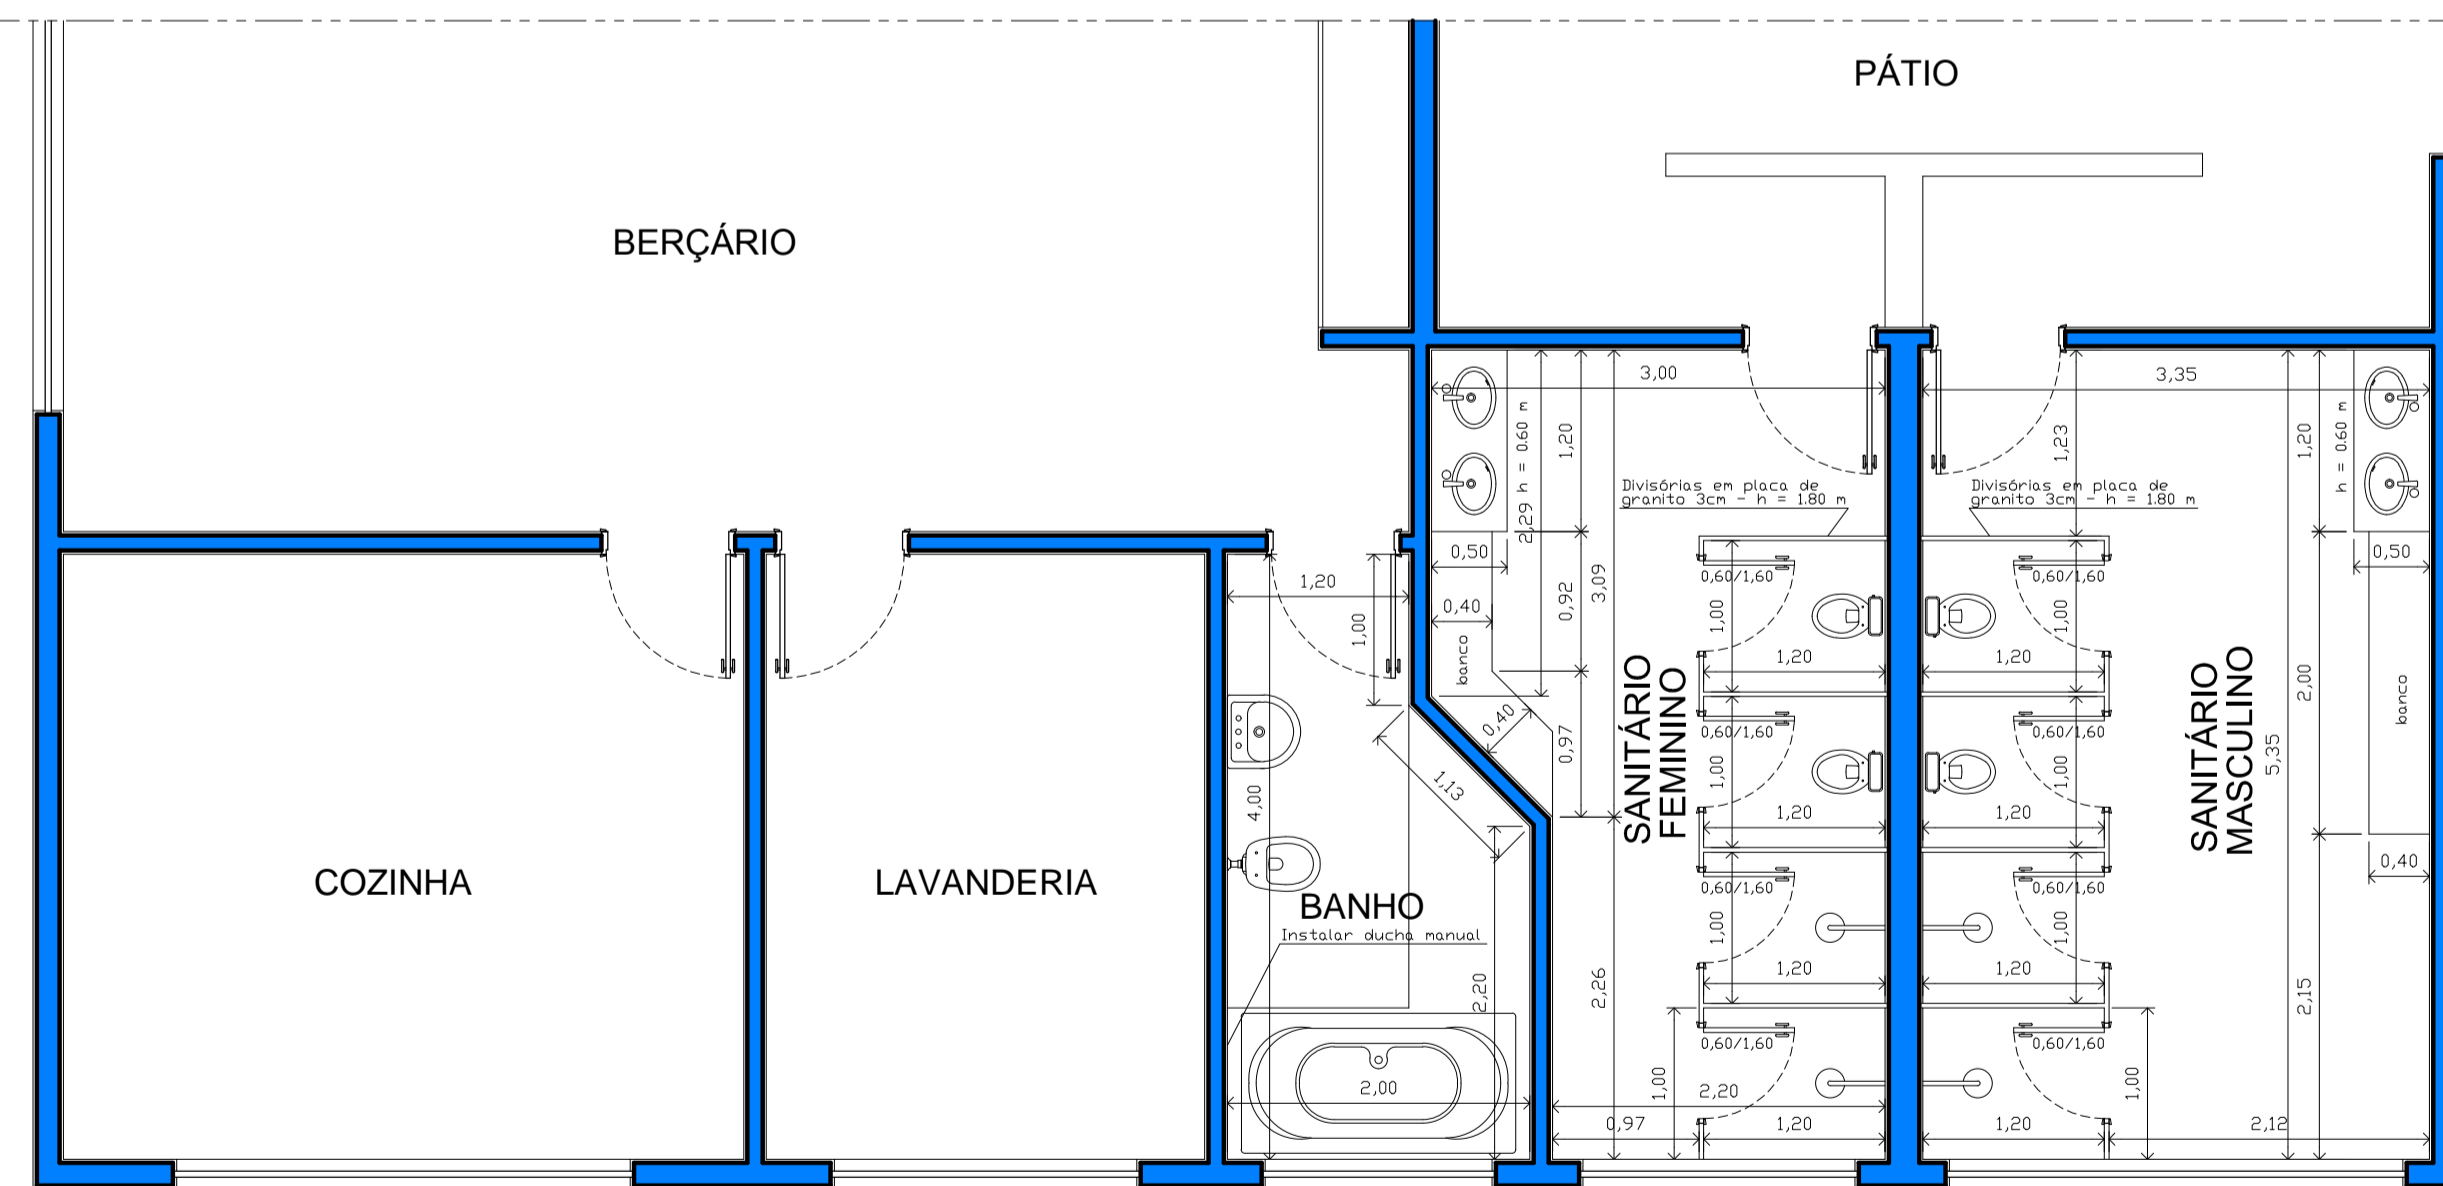 PÁTIO
BERÇÁRIO
3,00
3,35
h = 0.60 m
1,20
2,29
1,23
1,20
h = 0.60 m
Divisórias em placa de
granito 3cm - h = 1.80 m
Divisórias em placa de
granito 3cm - h = 1.80 m
0,50
0,50
1,20
1,00
0,40
banco
0,92
3,09
0,60/1,60
0,60/1,60
1,00
1,00
1,20
1,20
SANITÁRIO
FEMININO
SANITÁRIO
MASCULINO
2,00
banco
0,40
0,97
0,60/1,60
0,60/1,60
1,00
1,00
5,35
1,13
4,00
1,20
1,20
0,40
COZINHA
LAVANDERIA
BANHO
Instalar ducha manual
0,60/1,60
0,60/1,60
1,00
1,00
1,20
1,20
2,20
2,26
2,15
0,60/1,60
0,60/1,60
2,00
1,00
2,20
1,00
0,97
1,20
1,20
2,12